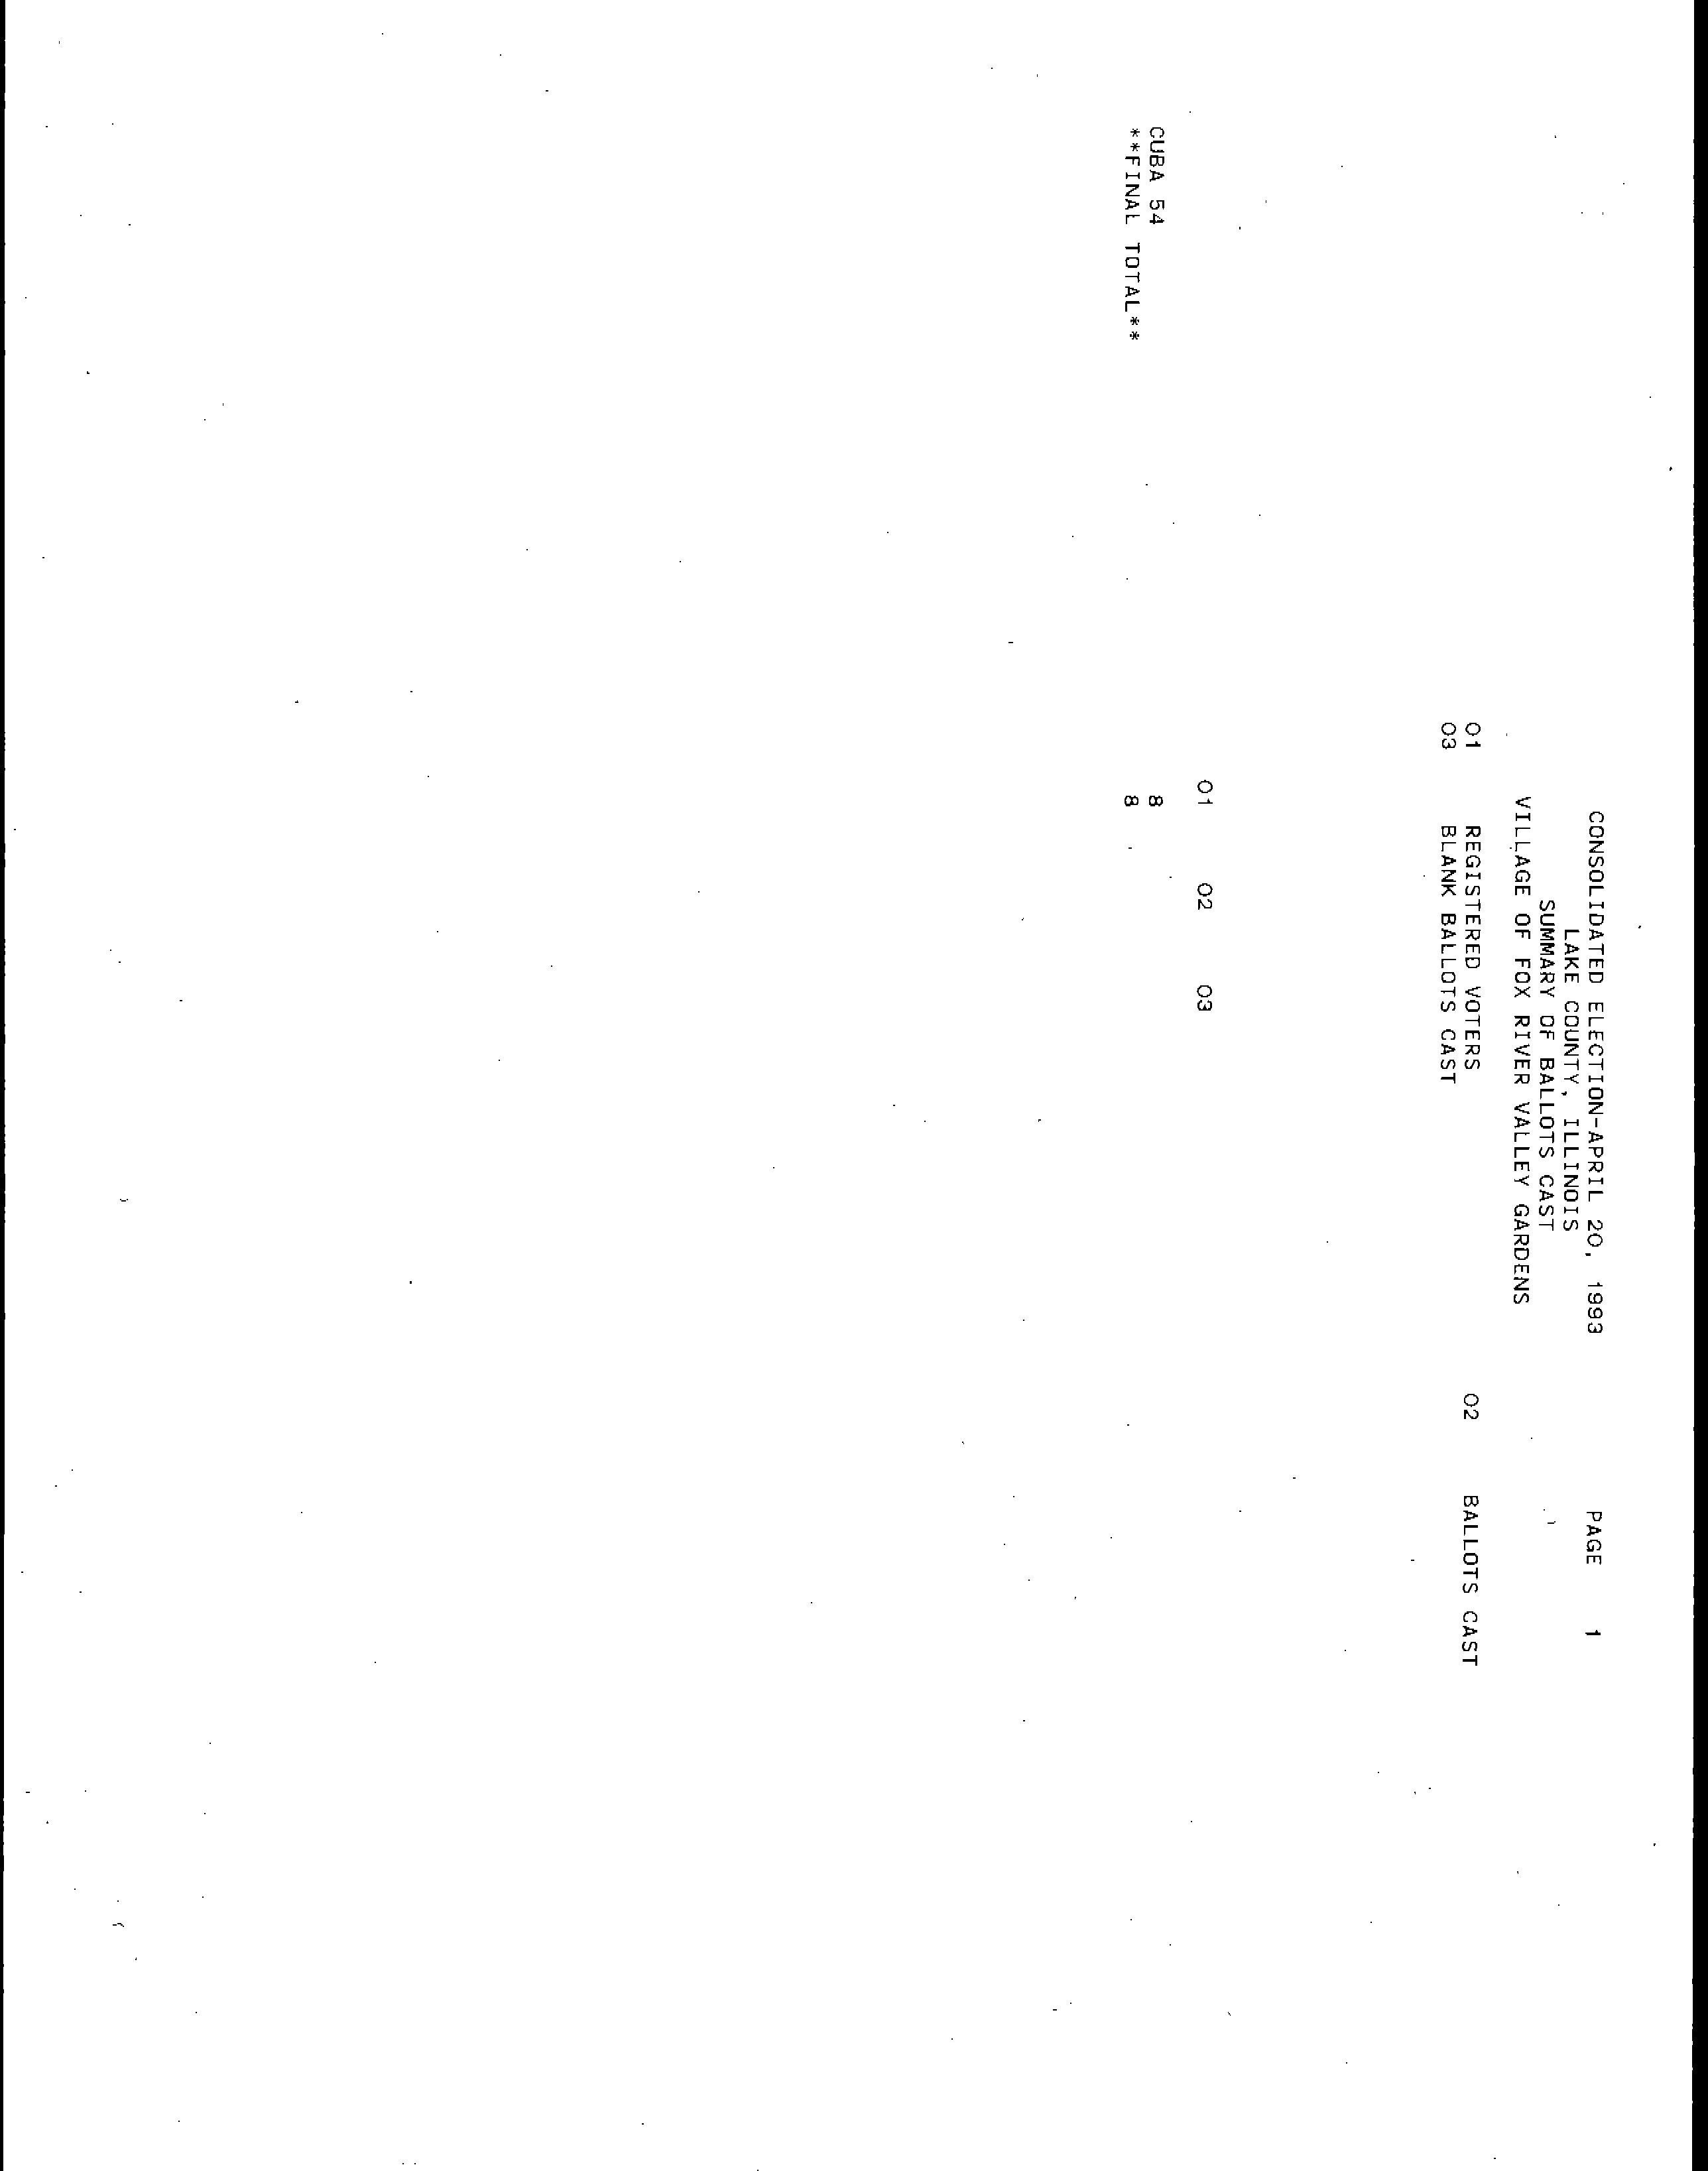 CONSOLIDATED ELECTION-APRIL 20, 1993 PAGE 1
LAKE COUNTY, ILLINOIS
SUMMARY OF BALLOTS CAST
VILLAGE OF FOX RIVER VALLEY GARDENS
01 REGISTERED VOTERS 02 BALLOTS CAST
03 BLANK BALLOTS CAST
01 02 03
CUBA 54 8
**FINAL TOTAL** 8